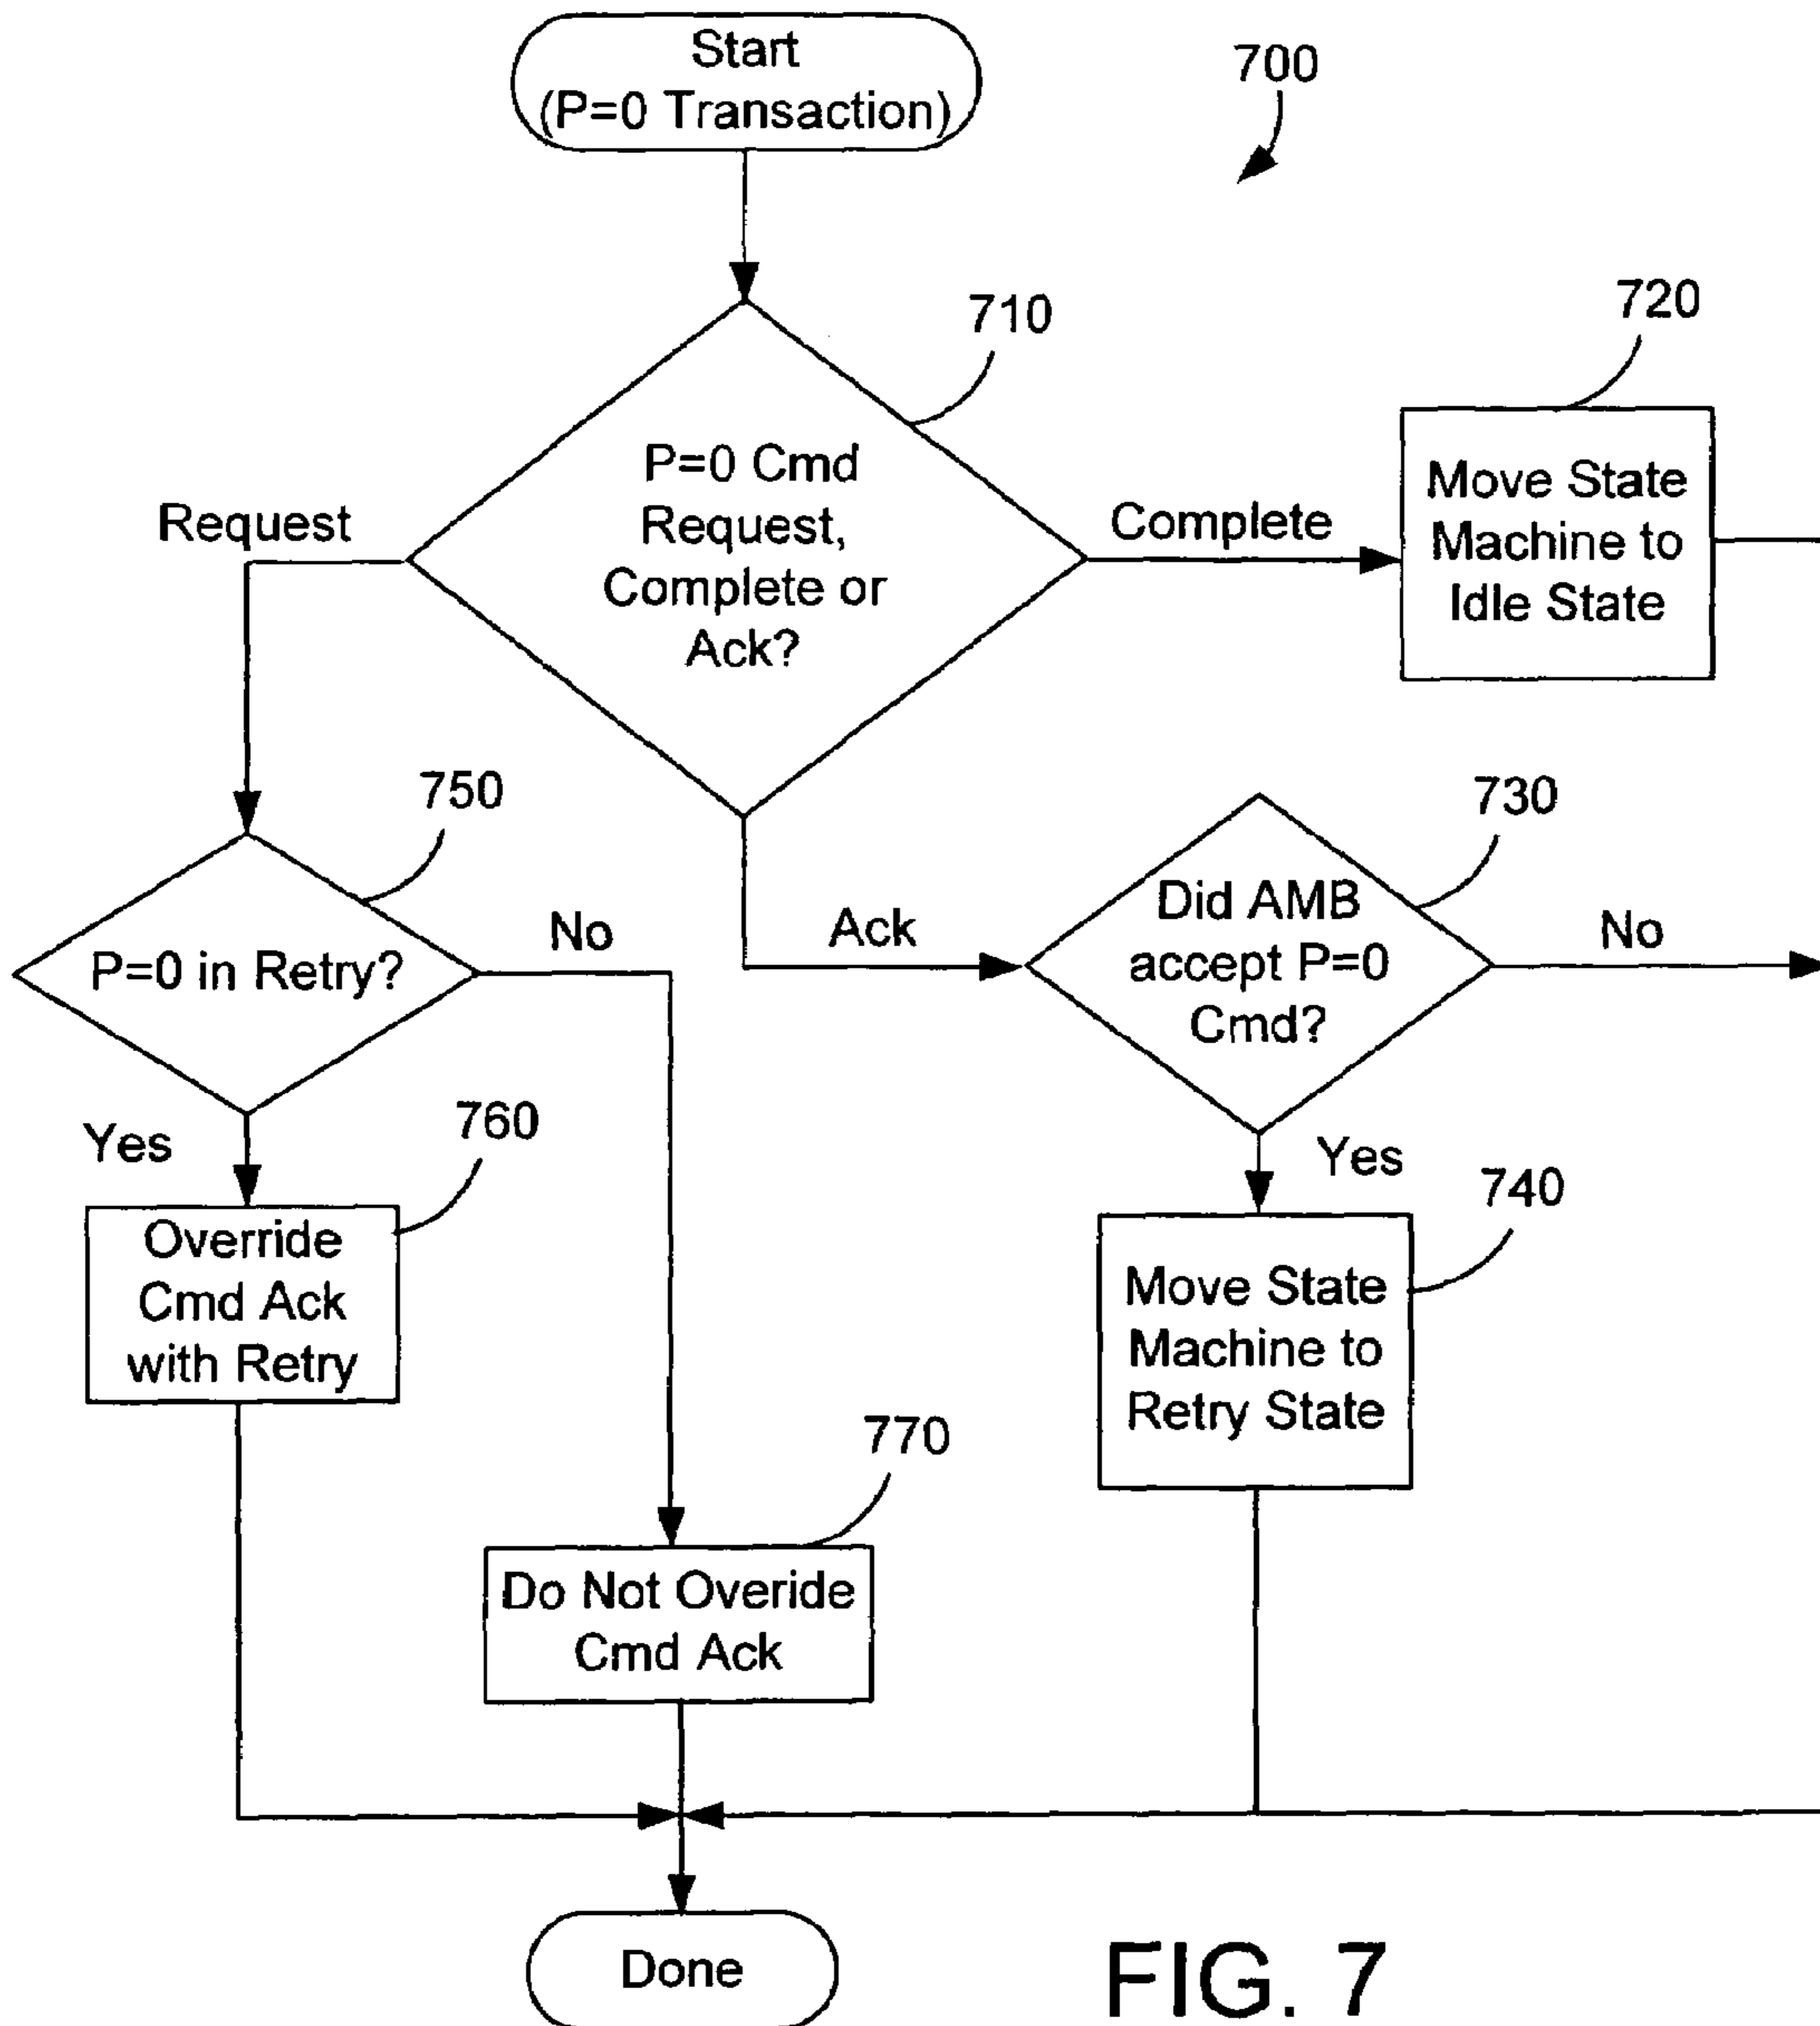 Start
(P=0 Transaction)
700
710
720
P=0 Cmd
Request,
Complete or
Ack?
Request
Complete
Move State
Machine to
Idle State
750
730
P=0 in Retry?
No
Ack
Did AMB
accept P=0
Cmd?
No
Yes
760
Yes
740
Override
Cmd Ack
with Retry
Move State
Machine to
Retry State
770
Do Not Overide
Cmd Ack
Done
FIG. 7